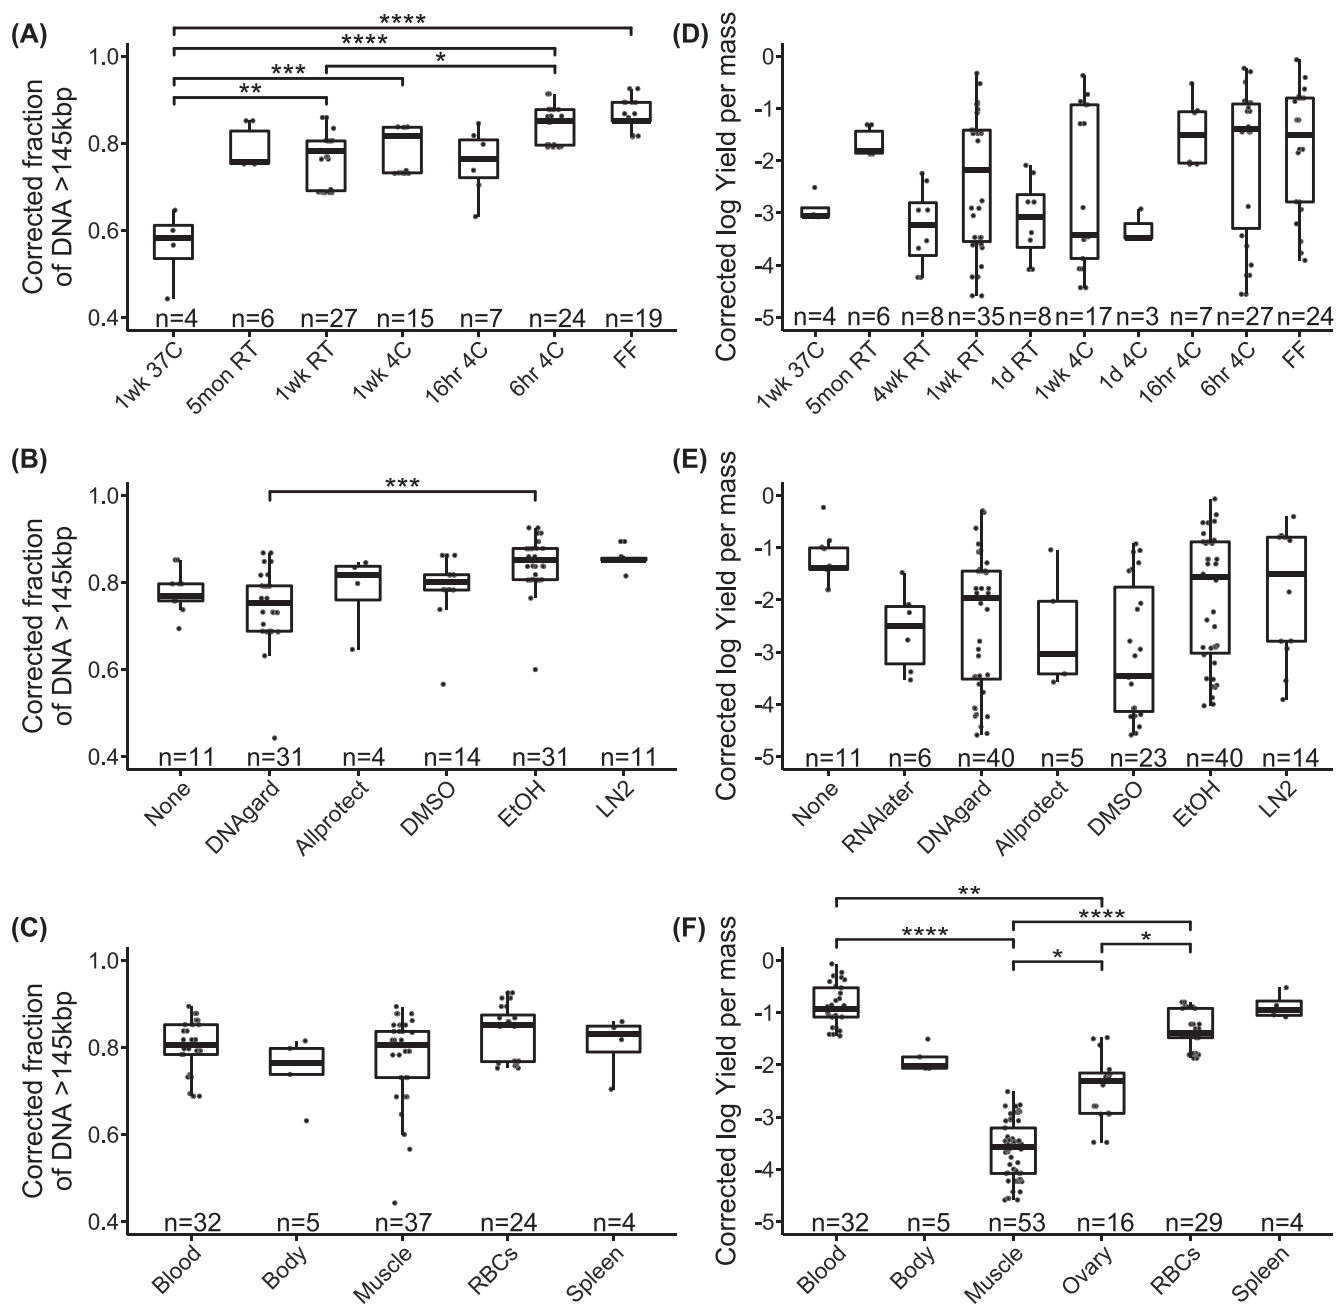 (A)
Corrected fraction
of DNA >145kbp
1.0
0.8
0.6
0.4
****
****
*
***
**
n=4 n=6 n=27 n=15 n=7 n=24 n=19
1wk 37C 5mon RT 1wk RT 1wk 4C 16hr 4C 6hr 4C FF
(D)
Corrected log Yield per mass
0
-1
-2
-3
-4
-5
n=4 n=6 n=8 n=35 n=8 n=17 n=3 n=7 n=27 n=24
1wk 37C 5mon RT 4wk RT 1wk RT 1d RT 1wk 4C 1d 4C 16hr 4C 6hr 4C FF
(B)
Corrected fraction
of DNA >145kbp
1.0
0.8
0.6
0.4
***
n=11 n=31 n=4 n=14 n=31 n=11
None DNAgard Allprotect DMSO EtOH LN2
(E)
Corrected log Yield per mass
0
-1
-2
-3
-4
-5
n=11 n=6 n=40 n=5 n=23 n=40 n=14
None RNAlater DNAgard Allprotect DMSO EtOH LN2
(C)
Corrected fraction
of DNA >145kbp
1.0
0.8
0.6
0.4
n=32 n=5 n=37 n=24 n=4
Blood Body Muscle RBCs Spleen
(F)
Corrected log Yield per mass
0
-1
-2
-3
-4
-5
**
****
****
*
*
n=32 n=5 n=53 n=16 n=29 n=4
Blood Body Muscle Ovary RBCs Spleen